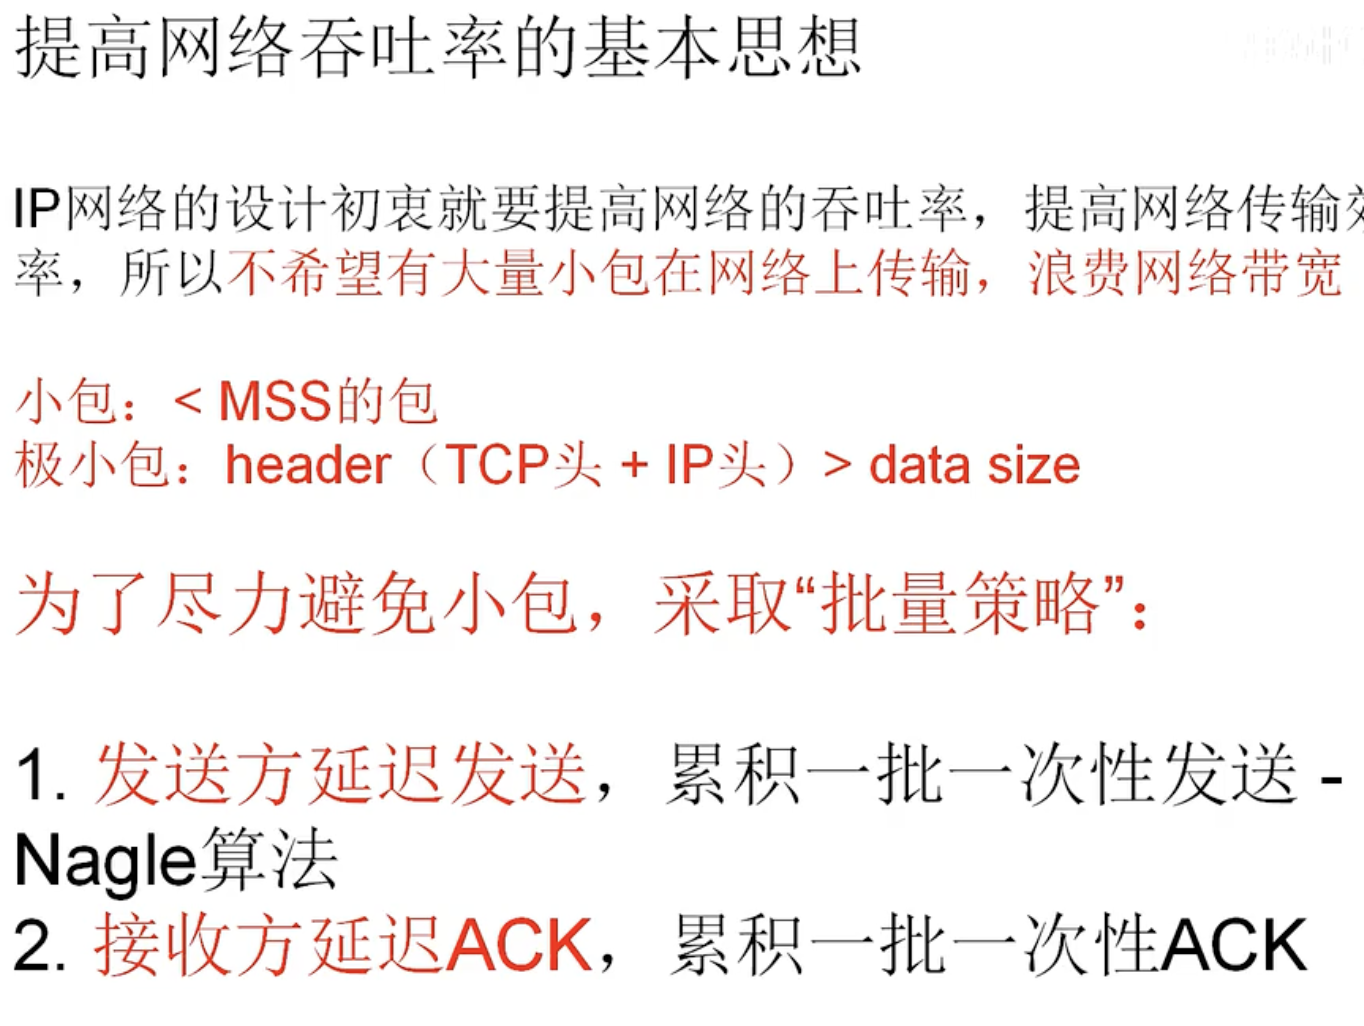 提高网络吞吐率的基本思想
IP网络的设计初衷就要提高网络的吞吐率，提高网络传输效
率，所以不希望有大量小包在网络上传输，浪费网络带宽
小包：< MSS的包
极小包：header（TCP头 + IP头）> data size
为了尽力避免小包，采取“批量策略”：
1. 发送方延迟发送，累积一批一次性发送 -
Nagle算法
2. 接收方延迟ACK，累积一批一次性ACK